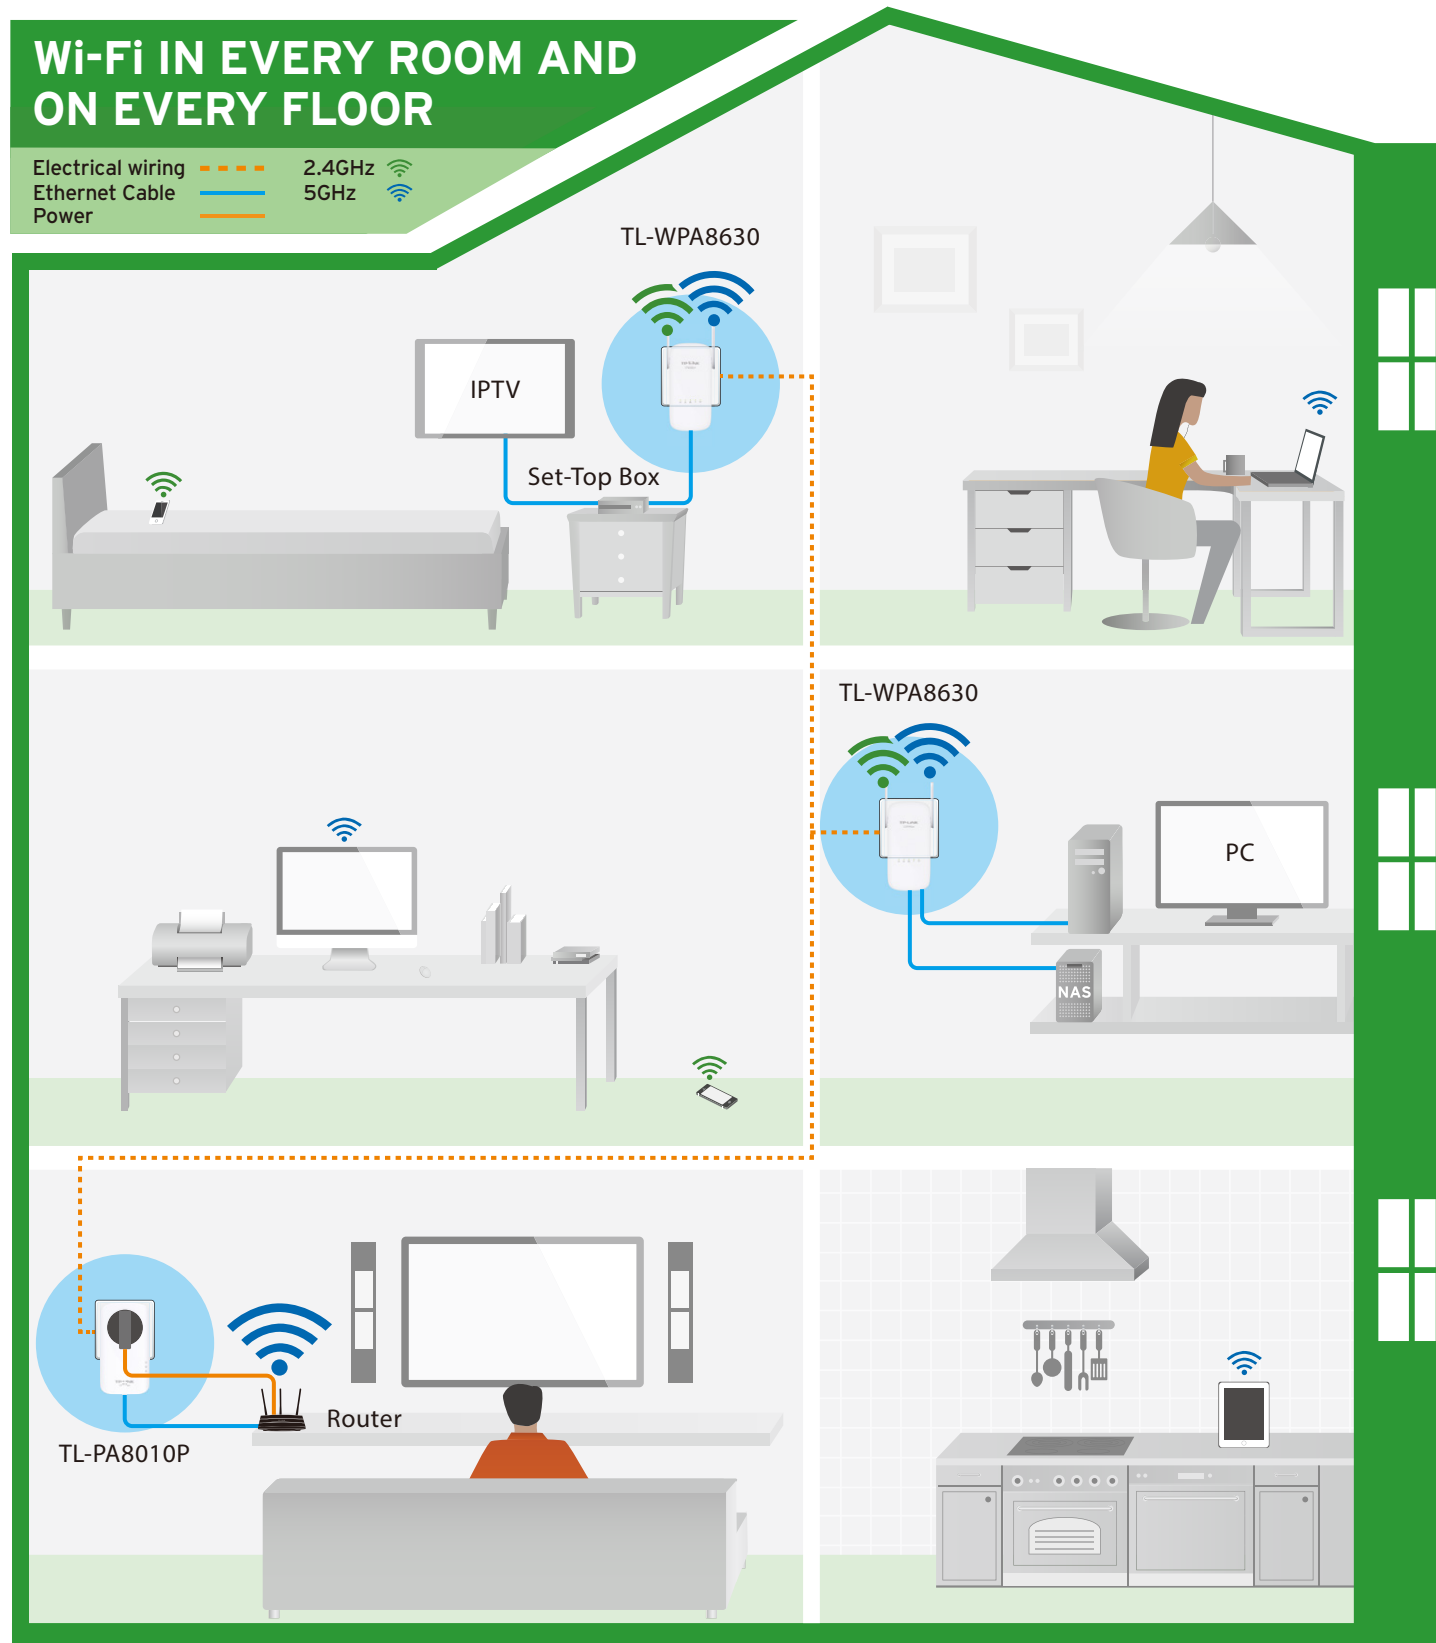 Wi-Fi IN EVERY ROOM AND
ON EVERY FLOOR
Electrical wiring
2.4GHz
Ethernet Cable
5GHz
Power
TL-WPA8630
IPTV
Set-Top Box
TL-WPA8630
PC
NAS
Router
TL-PA8010P